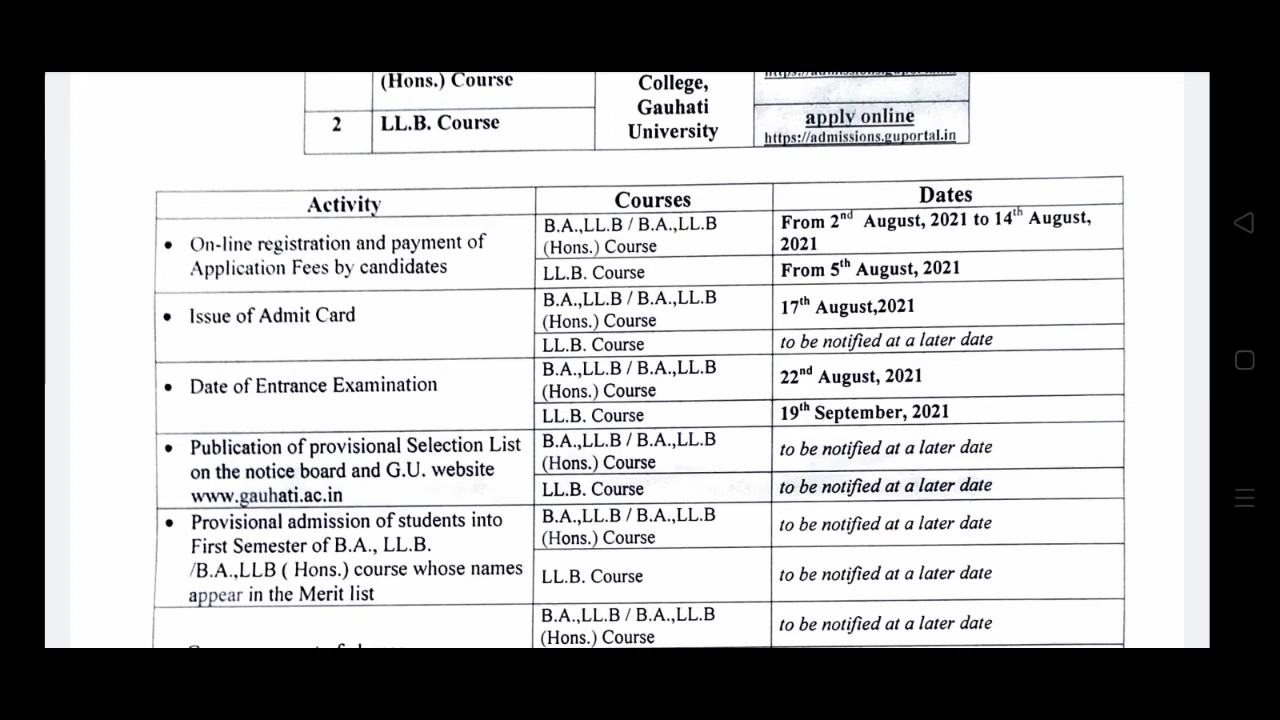 (Hons.) Course
College,
Gauhati
University
2
LL.B. Course
apply online
https://admissions.guportal.in
Activity
Courses
Dates
• On-line registration and payment of
Application Fees by candidates
B.A.,LL.B / B.A.,LL.B
(Hons.) Course
From 2nd August, 2021 to 14th August,
2021
LL.B. Course
From 5th August, 2021
• Issue of Admit Card
B.A.,LL.B / B.A.,LL.B
(Hons.) Course
17th August,2021
LL.B. Course
to be notified at a later date
• Date of Entrance Examination
B.A.,LL.B / B.A.,LL.B
(Hons.) Course
22nd August, 2021
LL.B. Course
19th September, 2021
• Publication of provisional Selection List
on the notice board and G.U. website
www.gauhati.ac.in
B.A.,LL.B / B.A.,LL.B
(Hons.) Course
to be notified at a later date
LL.B. Course
to be notified at a later date
• Provisional admission of students into
First Semester of B.A., LL.B.
/B.A.,LLB ( Hons.) course whose names
appear in the Merit list
B.A.,LL.B / B.A.,LL.B
(Hons.) Course
to be notified at a later date
LL.B. Course
to be notified at a later date
B.A.,LL.B / B.A.,LL.B
(Hons.) Course
to be notified at a later date